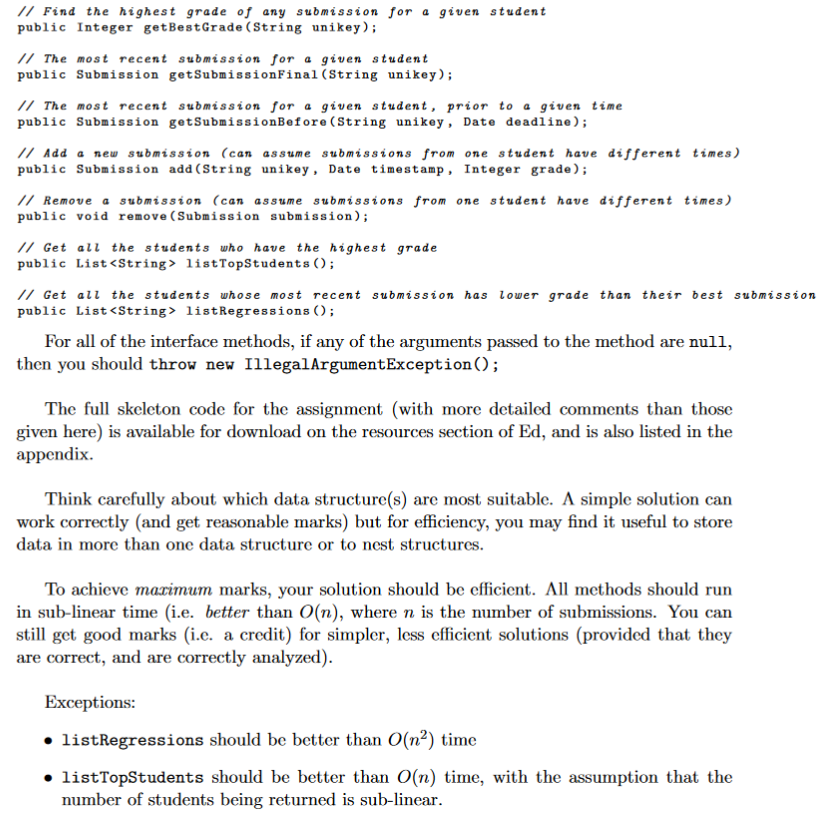 // Find the highest grade of any submission for a given student
public Integer getBestGrade(String unikey);
// The most recent submission for a given student
public Submission getSubmissionFinal(String unikey);
// The most recent submission for a given student, prior to a given time
public Submission getSubmissionBefore(String unikey, Date deadline);
// Add a new submission (can assume submissions from one student have different times)
public Submission add(String unikey, Date timestamp, Integer grade);
// Remove a submission (can assume submissions from one student have different times)
public void remove(Submission submission);
// Get all the students who have the highest grade
public List<String> listTopStudents();
// Get all the students whose most recent submission has lower grade than their best submission
public List<String> listRegressions();
For all of the interface methods, if any of the arguments passed to the method are null,
then you should throw new IllegalArgumentException();
The full skeleton code for the assignment (with more detailed comments than those
given here) is available for download on the resources section of Ed, and is also listed in the
appendix.
Think carefully about which data structure(s) are most suitable. A simple solution can
work correctly (and get reasonable marks) but for efficiency, you may find it useful to store
data in more than one data structure or to nest structures.
To achieve maximum marks, your solution should be efficient. All methods should run
in sub-linear time (i.e. better than O(n), where n is the number of submissions. You can
still get good marks (i.e. a credit) for simpler, less efficient solutions (provided that they
are correct, and are correctly analyzed).
Exceptions:
• listRegressions should be better than O(n²) time
• listTopStudents should be better than O(n) time, with the assumption that the
number of students being returned is sub-linear.